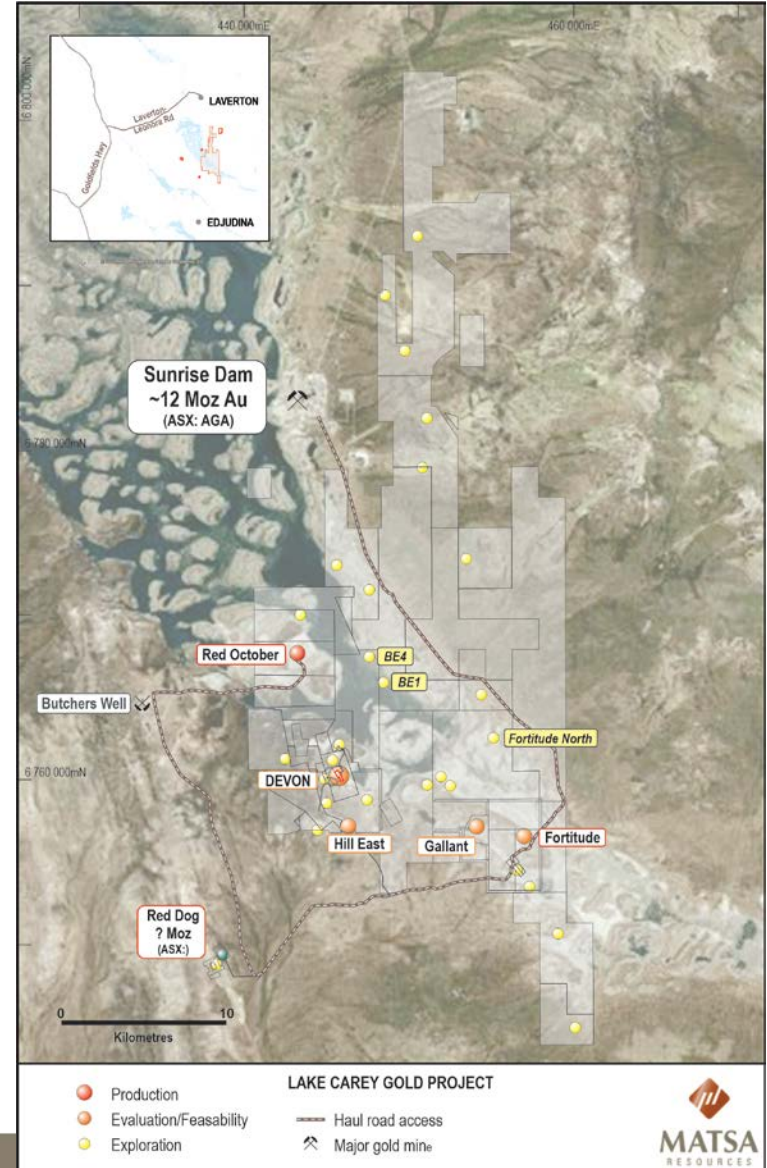 440 000mE
460 000mE
6 800 000mN
LAVERTON
Laverton-
Leonora Rd
Goldfields Hwy
EDJUDINA
Sunrise Dam
~12 Moz Au
(ASX: AGA)
6 780 000mN
Red October
BE4
BE1
Butchers Well
Fortitude North
6 760 000mN
DEVON
Hill East
Gallant
Fortitude
Red Dog
? Moz
(ASX:)
0 10
Kilometres
LAKE CAREY GOLD PROJECT
Production
Evaluation/Feasability
Exploration
Haul road access
Major gold mine
MATSA
RESOURCES